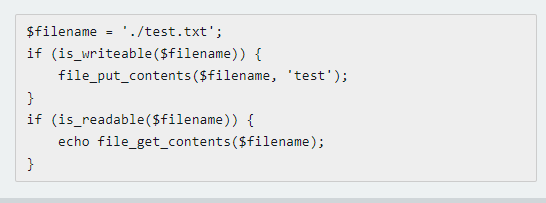 $filename = './test.txt';
if (is_writeable($filename)) {
    file_put_contents($filename, 'test');
}
if (is_readable($filename)) {
    echo file_get_contents($filename);
}